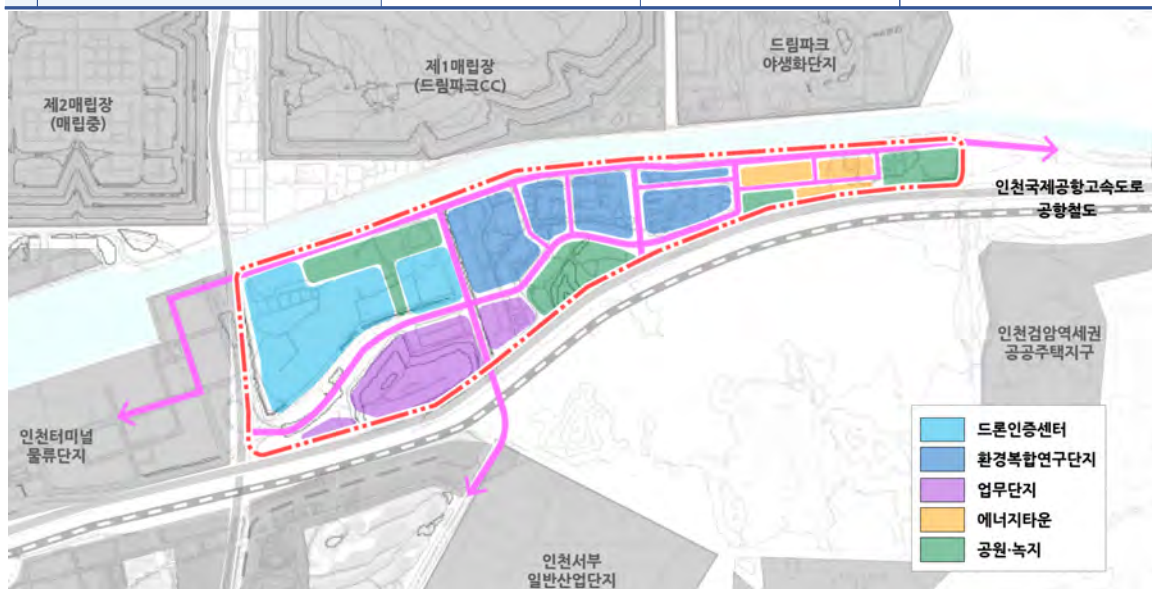 드림파크
야생화단지
제1매립장
(드림파크CC)
제2매립장
(매립중)
인천국제공항고속도로
공항철도
인천검암역세권
공공주택지구
인천터미널
물류단지
인천서부
일반산업단지
드론인증센터
환경복합연구단지
업무단지
에너지타운
공원·녹지